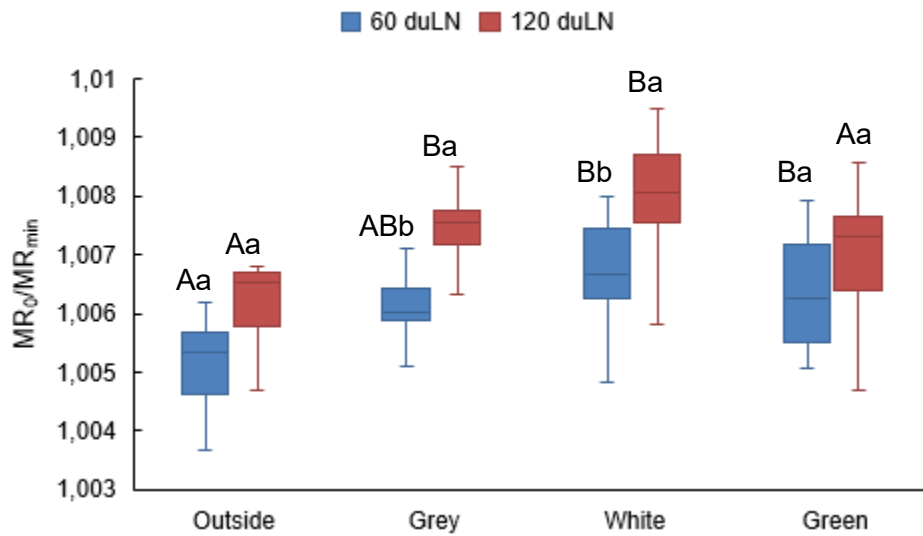 60 duLN 120 duLN
1,01
1,009
1,008
1,007
1,006
1,005
1,004
1,003
MR0/MRmin
Aa
Aa
ABb
Ba
Bb
Ba
Ba
Aa
Outside Grey White Green